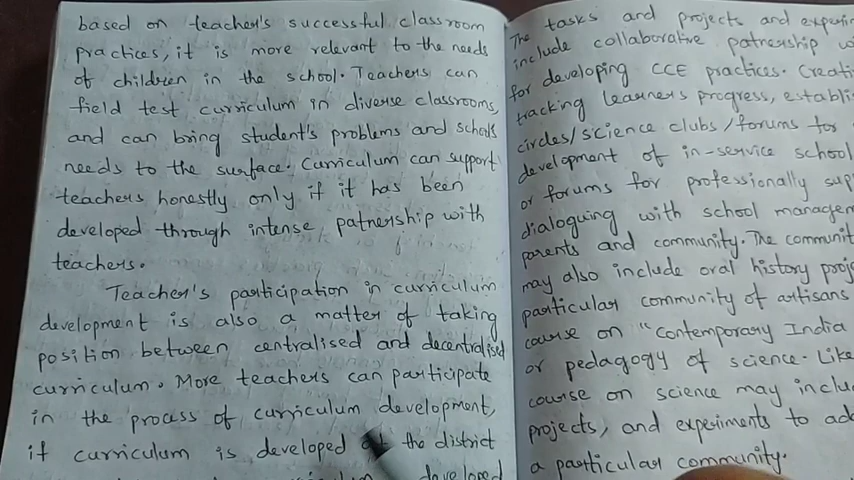 based on teacher's successful classroom
practices, it is more relevant to the needs
of children in the school. Teachers can
field test curriculum in diverse classrooms,
and can bring student's problems and schools
needs to the surface. Curriculum can support
teachers honestly only if it has been
developed through intense, patnership with
teachers.
Teacher's participation in curriculum
development is also a matter of taking
position between centralised and decentralised
curriculum. More teachers can participate
in the process of curriculum development,
if curriculum is developed at the district
developed
The tasks and projects and
include collaborative patnership
for developing CCE practices.
tracking learner's progress,
circles/science clubs/forums for
development of in-service school
or forums for professionally
dialoguing with school
parents and community. The
may also include oral history
particular community of artisans
course on "Contemporary India
or pedagogy of science.
course on science may
projects, and experiments to
a particular community.